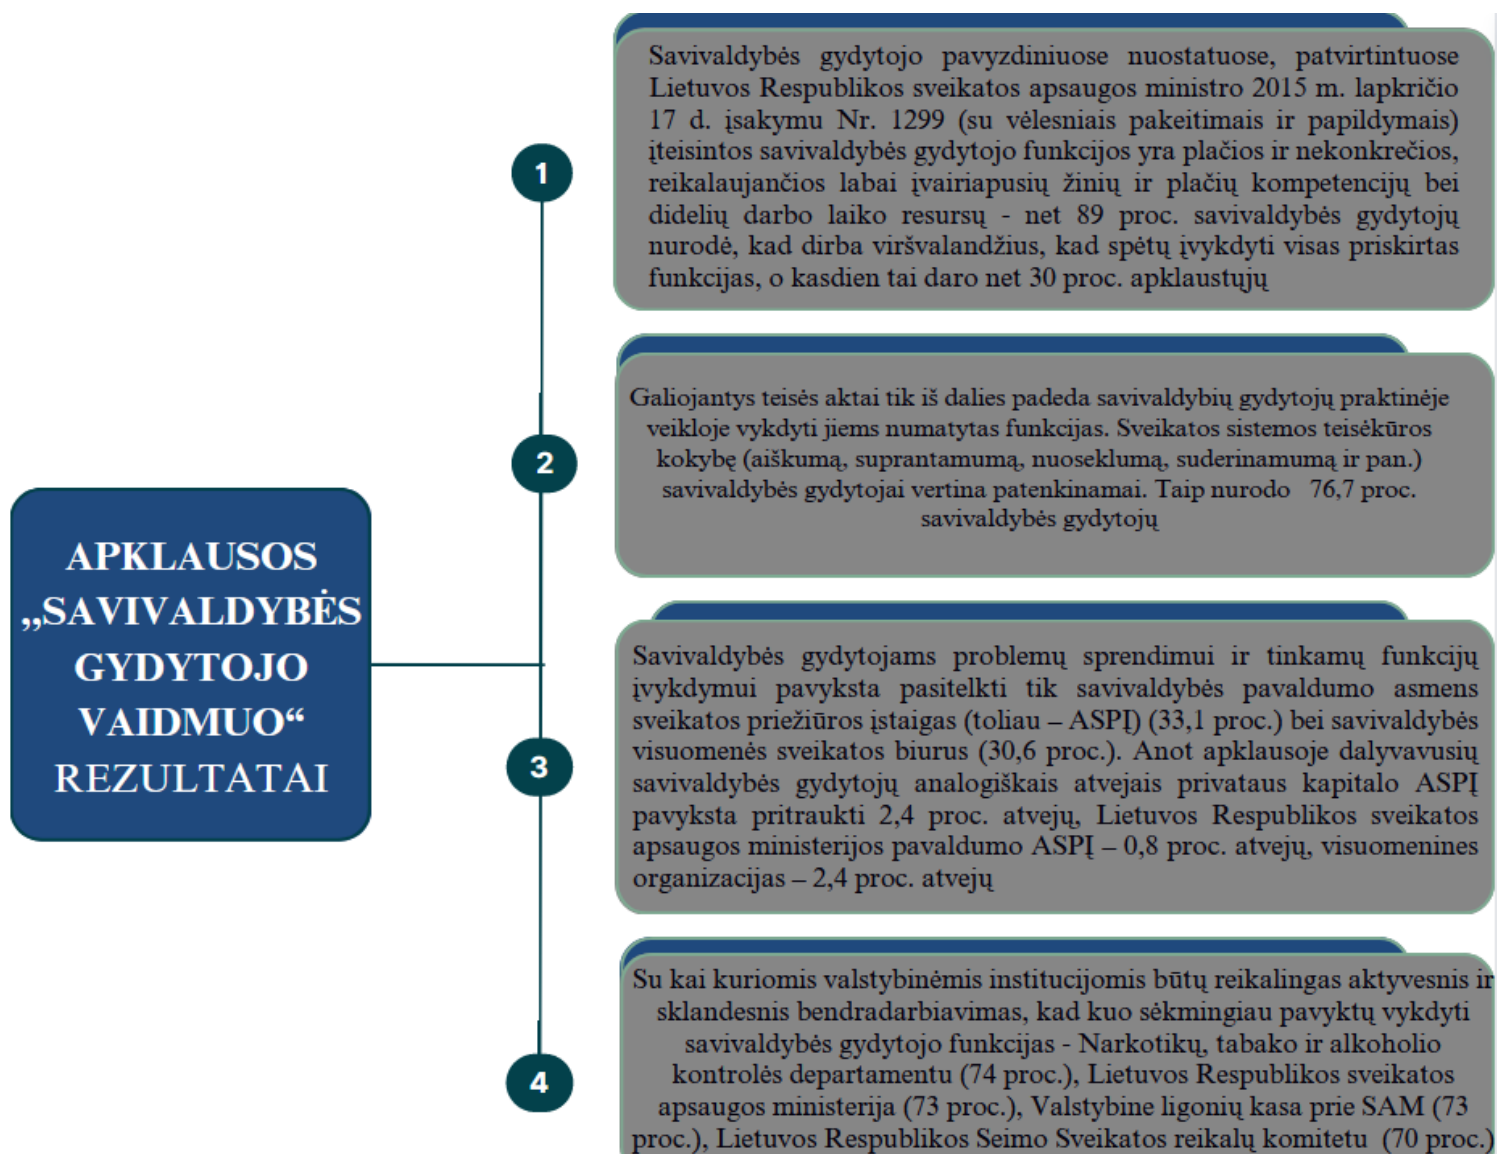 APKLAUSOS
„SAVIVALDYBĖS
GYDYTOJO
VAIDMUO“
REZULTATAI
1
Savivaldybės gydytojo pavyzdiniuose nuostatuose, patvirtintuose
Lietuvos Respublikos sveikatos apsaugos ministro 2015 m. lapkričio
17 d. įsakymu Nr. 1299 (su vėlesniais pakeitimais ir papildymais)
įteisintos savivaldybės gydytojo funkcijos yra plačios ir nekonkrečios,
reikalaujančios labai įvairiapusių žinių ir plačių kompetencijų bei
didelių darbo laiko resursų - net 89 proc. savivaldybės gydytojų
nurodė, kad dirba viršvalandžius, kad spėtų įvykdyti visas priskirtas
funkcijas, o kasdien tai daro net 30 proc. apklaustųjų
2
Galiojantys teisės aktai tik iš dalies padeda savivaldybių gydytojų praktinėje
veikloje vykdyti jiems numatytas funkcijas. Sveikatos sistemos teisėkūros
kokybę (aiškumą, suprantamumą, nuoseklumą, suderinamumą ir pan.)
savivaldybės gydytojai vertina patenkinamai. Taip nurodo 76,7 proc.
savivaldybės gydytojų
3
Savivaldybės gydytojams problemų sprendimui ir tinkamų funkcijų
įvykdymui pavyksta pasitelkti tik savivaldybės pavaldumo asmens
sveikatos priežiūros įstaigas (toliau – ASPĮ) (33,1 proc.) bei savivaldybės
visuomenės sveikatos biurus (30,6 proc.). Anot apklausoje dalyvavusių
savivaldybės gydytojų analogiškais atvejais privataus kapitalo ASPĮ
pavyksta pritraukti 2,4 proc. atvejų, Lietuvos Respublikos sveikatos
apsaugos ministerijos pavaldumo ASPĮ – 0,8 proc. atvejų, visuomenines
organizacijas – 2,4 proc. atvejų
4
Su kai kuriomis valstybinėmis institucijomis būtų reikalingas aktyvesnis ir
sklandesnis bendradarbiavimas, kad kuo sėkmingiau pavyktų vykdyti
savivaldybės gydytojo funkcijas - Narkotikų, tabako ir alkoholio
kontrolės departamentu (74 proc.), Lietuvos Respublikos sveikatos
apsaugos ministerija (73 proc.), Valstybine ligonių kasa prie SAM (73
proc.), Lietuvos Respublikos Seimo Sveikatos reikalų komitetu (70 proc.)